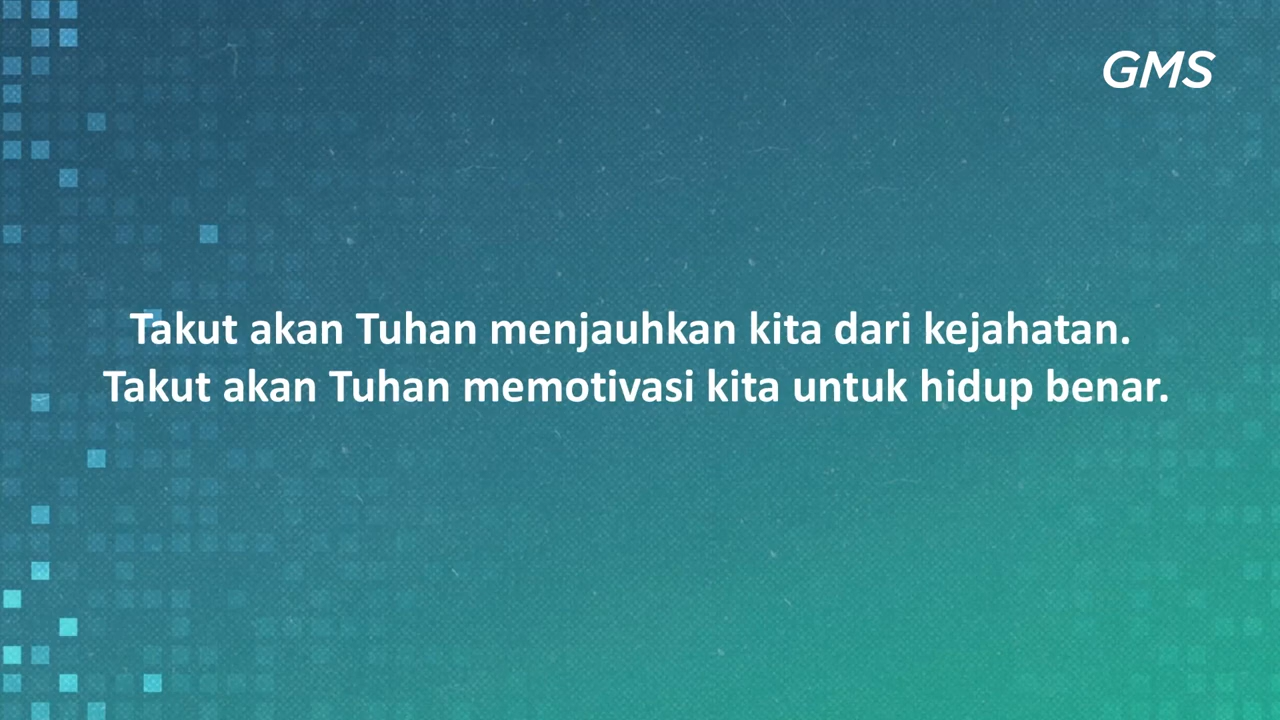 GMS
Takut akan Tuhan menjauhkan kita dari kejahatan.
Takut akan Tuhan memotivasi kita untuk hidup benar.